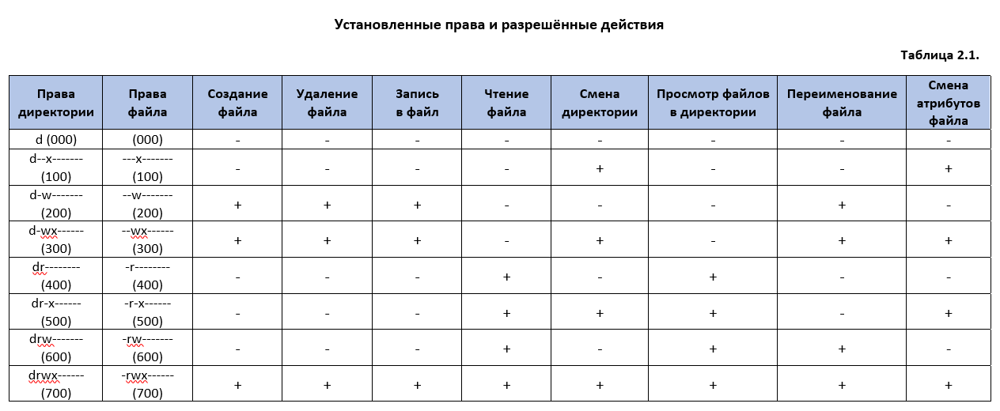 Установленные права и разрешённые действия
Таблица 2.1.
Права директории | Права файла | Создание файла | Удаление файла | Запись в файл | Чтение файла | Смена директории | Просмотр файлов в директории | Переименование файла | Смена атрибутов файла
d (000) | (000) | - | - | - | - | - | - | - | -
d--x------- (100) | ---x------- (100) | - | - | - | - | + | - | - | +
d-w------- (200) | --w------- (200) | + | + | + | - | - | - | + | -
d-wx------ (300) | --wx------ (300) | + | + | + | - | + | - | + | +
dr-------- (400) | -r-------- (400) | - | - | - | + | - | + | - | -
dr-x------ (500) | -r-x------ (500) | - | - | - | + | + | + | - | +
drw------- (600) | -rw------- (600) | - | - | - | + | - | + | + | -
drwx------ (700) | -rwx------ (700) | + | + | + | + | + | + | + | +